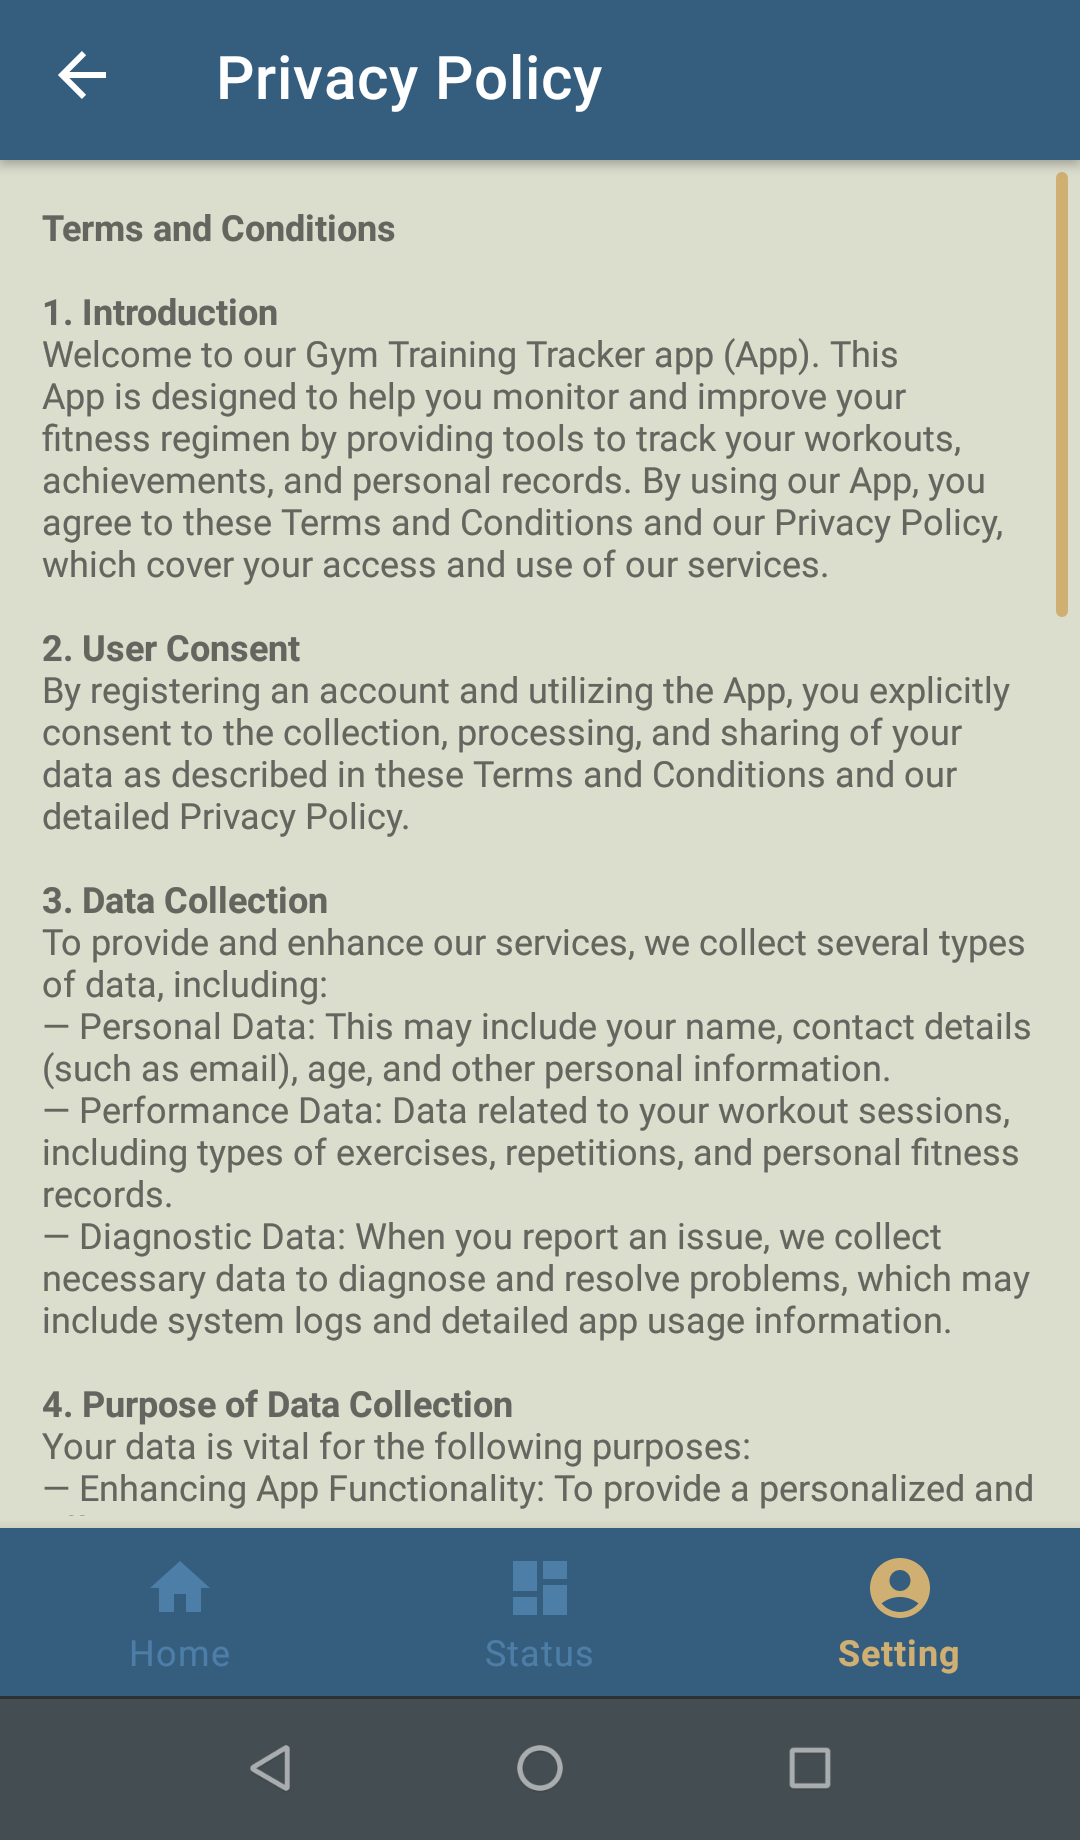 Privacy Policy
Terms and Conditions
1. Introduction
Welcome to our Gym Training Tracker app (App). This
App is designed to help you monitor and improve your
fitness regimen by providing tools to track your workouts,
achievements, and personal records. By using our App, you
agree to these Terms and Conditions and our Privacy Policy,
which cover your access and use of our services.
2. User Consent
By registering an account and utilizing the App, you explicitly
consent to the collection, processing, and sharing of your
data as described in these Terms and Conditions and our
detailed Privacy Policy.
3. Data Collection
To provide and enhance our services, we collect several types
of data, including:
— Personal Data: This may include your name, contact details
(such as email), age, and other personal information.
— Performance Data: Data related to your workout sessions,
including types of exercises, repetitions, and personal fitness
records.
— Diagnostic Data: When you report an issue, we collect
necessary data to diagnose and resolve problems, which may
include system logs and detailed app usage information.
4. Purpose of Data Collection
Your data is vital for the following purposes:
— Enhancing App Functionality: To provide a personalized and
Home
Status
Setting